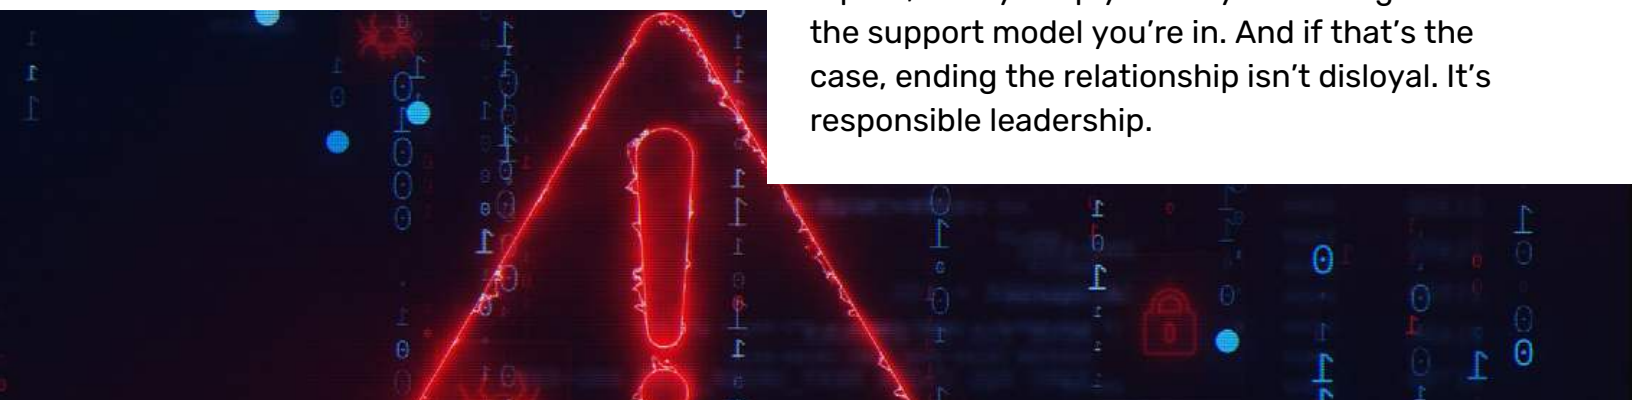 the support model you're in. And if that's the
case, ending the relationship isn't disloyal. It's
responsible leadership.